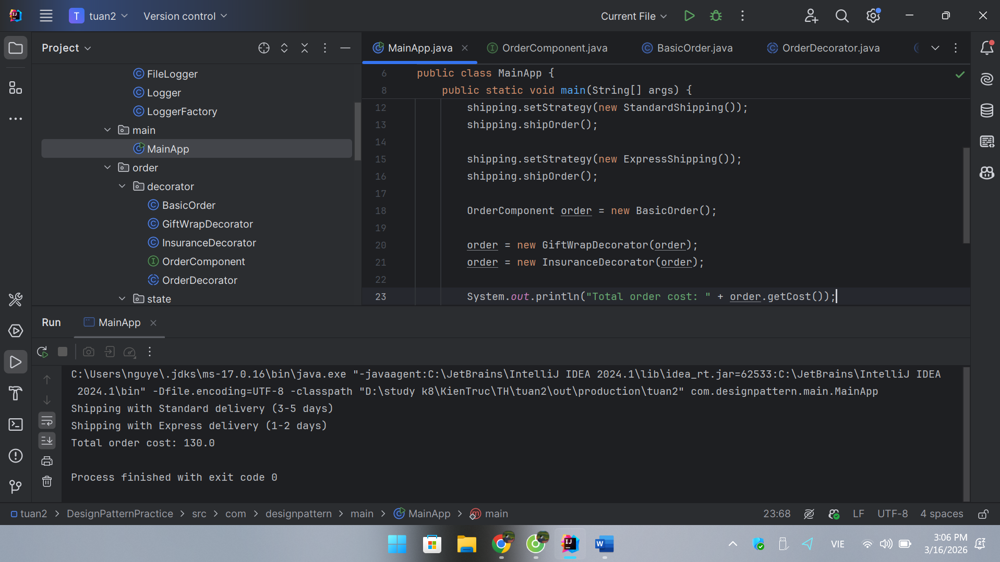 T tuan2 Version control Current File
Project
MainApp.java OrderComponent.java BasicOrder.java OrderDecorator.java
FileLogger
Logger
LoggerFactory
main
MainApp
order
decorator
BasicOrder
GiftWrapDecorator
InsuranceDecorator
OrderComponent
OrderDecorator
state
6 public class MainApp {
8 public static void main(String[] args) {
12 shipping.setStrategy(new StandardShipping());
13 shipping.shipOrder();
14
15 shipping.setStrategy(new ExpressShipping());
16 shipping.shipOrder();
17
18 OrderComponent order = new BasicOrder();
19
20 order = new GiftWrapDecorator(order);
21 order = new InsuranceDecorator(order);
22
23 System.out.println("Total order cost: " + order.getCost());
Run MainApp
C:\Users\nguye\.jdks\ms-17.0.16\bin\java.exe "-javaagent:C:\JetBrains\IntelliJ IDEA 2024.1\lib\idea_rt.jar=62533:C:\JetBrains\IntelliJ IDEA
2024.1\bin" -Dfile.encoding=UTF-8 -classpath "D:\study k8\KienTruc\TH\tuan2\out\production\tuan2" com.designpattern.main.MainApp
Shipping with Standard delivery (3-5 days)
Shipping with Express delivery (1-2 days)
Total order cost: 130.0
Process finished with exit code 0
tuan2 > DesignPatternPractice > src > com > designpattern > main > MainApp > main 23:68 LF UTF-8 4 spaces
VIE 3:06 PM
3/16/2026